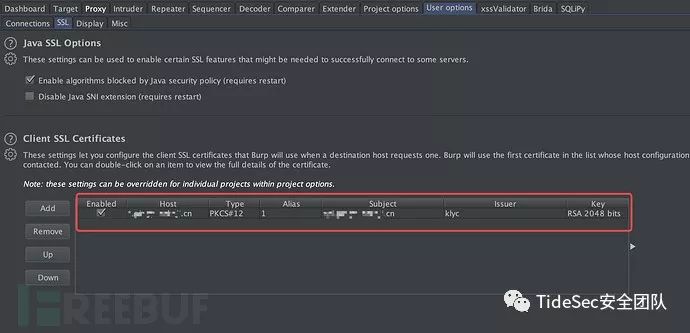 Dashboard Target Proxy Intruder Repeater Sequencer Decoder Comparer Extender Project options User options xssValidator Brida SQLiPy
Connections SSL Display Misc
Java SSL Options
These settings can be used to enable certain SSL features that might be needed to successfully connect to some servers.
Enable algorithms blocked by Java security policy (requires restart)
Disable Java SNI extension (requires restart)
Client SSL Certificates
These settings let you configure the client SSL certificates that Burp will use when a destination host requests one. Burp will use the first certificate in the list whose host configuration
contacted. You can double-click on an item to view the full details of the certificate.
Note: these settings can be overridden for individual projects within project options.
Add
Remove
Up
Down
Enabled Host Type Alias Subject Issuer Key
.cn PKCS#12 1 .cn klyc RSA 2048 bits
FREEBUF
TideSec安全团队